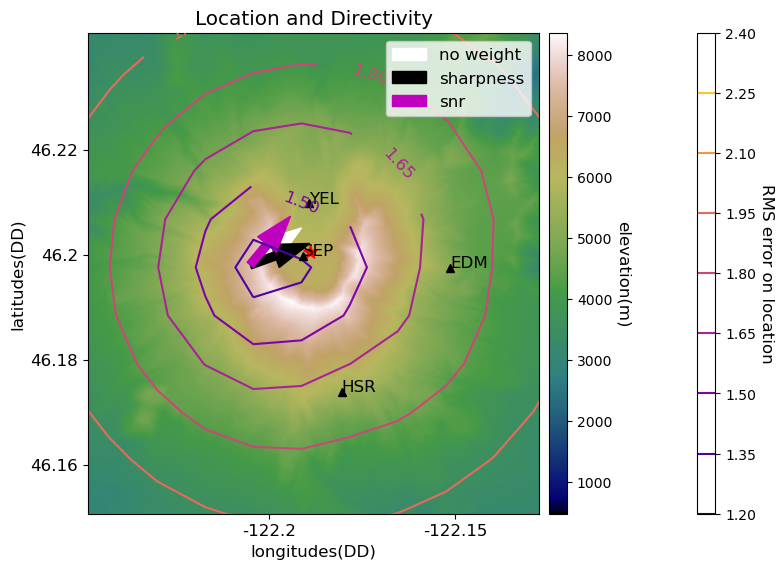 Location and Directivity
no weight
sharpness
snr
1.80
1.65
1.50
YEL
SEP
EDM
HSR
46.22
46.2
46.18
46.16
latitudes(DD)
-122.2
-122.15
longitudes(DD)
8000
7000
6000
5000
4000
3000
2000
1000
elevation(m)
2.40
2.25
2.10
1.95
1.80
1.65
1.50
1.35
1.20
RMS error on location